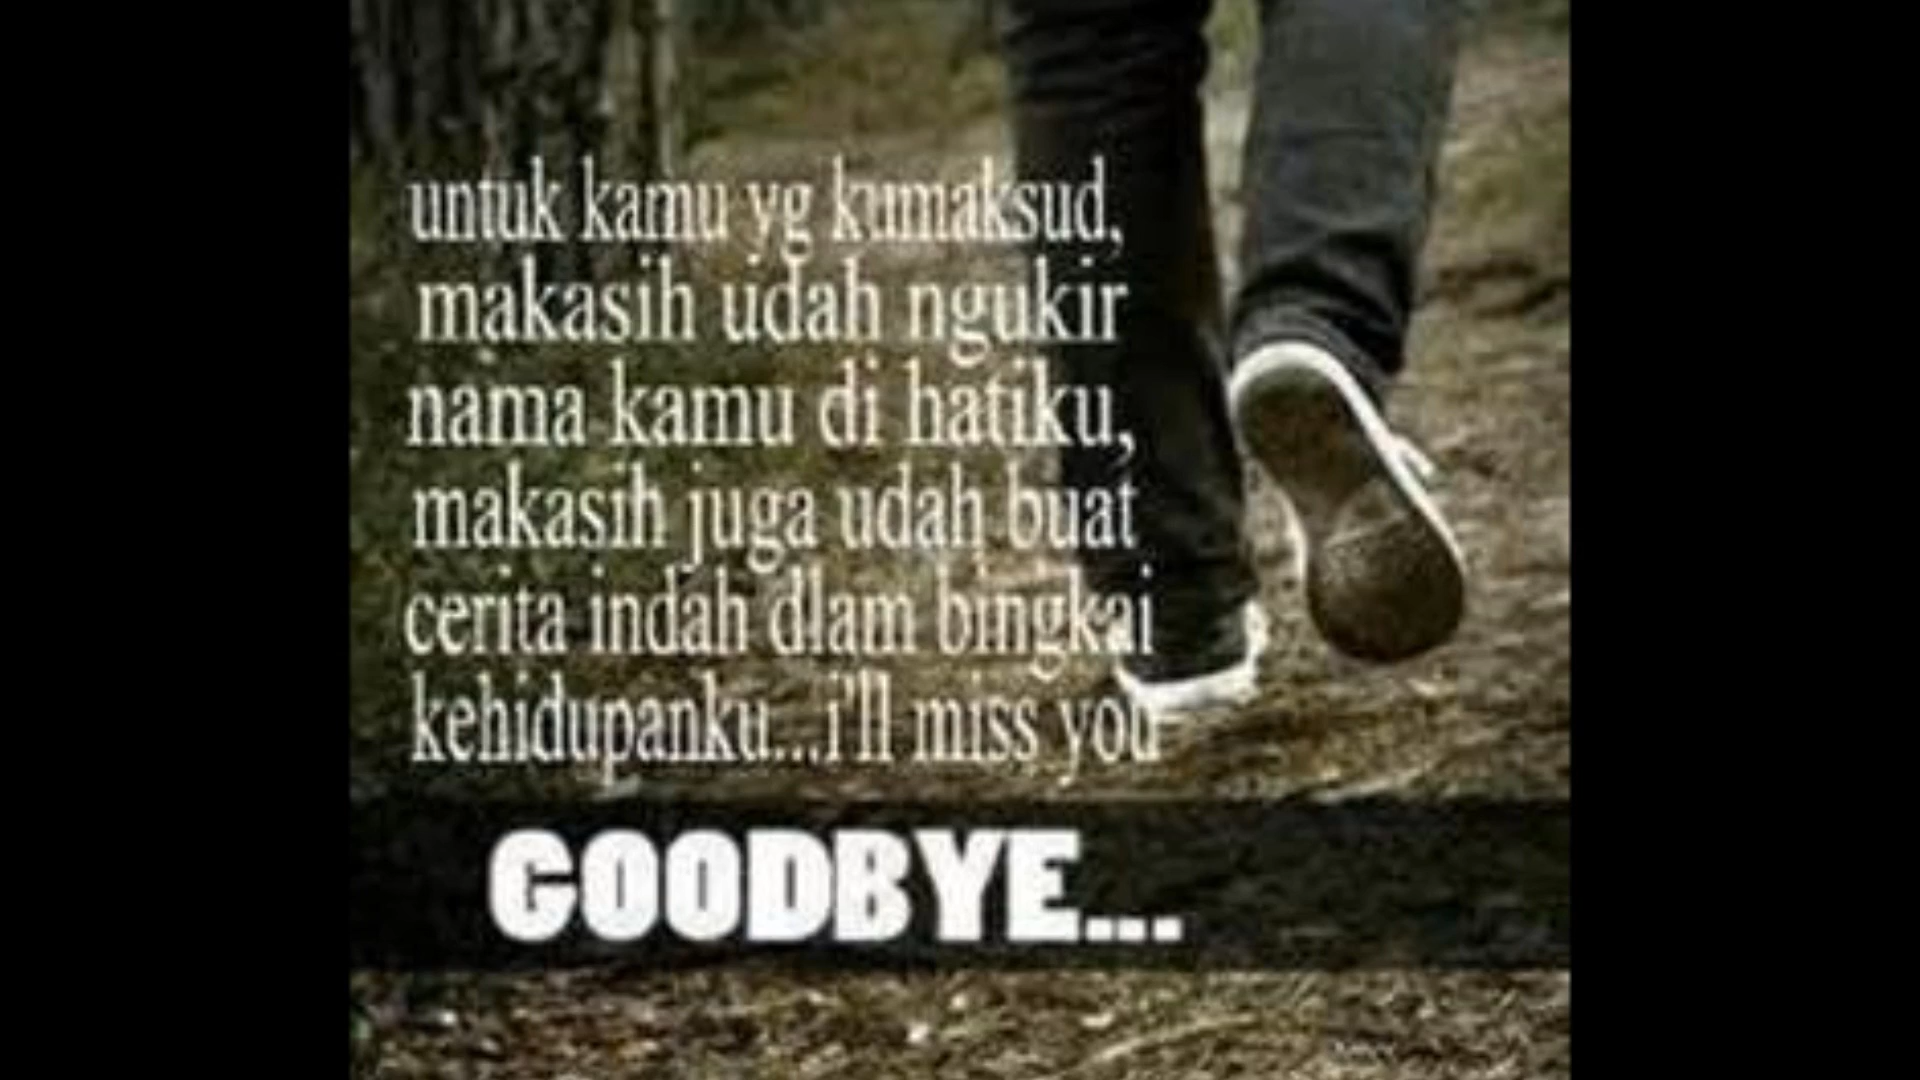 untuk kamu yg kumaksud,
makasih udah ngukir
nama kamu di hatiku,
makasih juga udah buat
cerita indah dlam bingkai
kehidupanku...i'll miss you
GOODBYE...